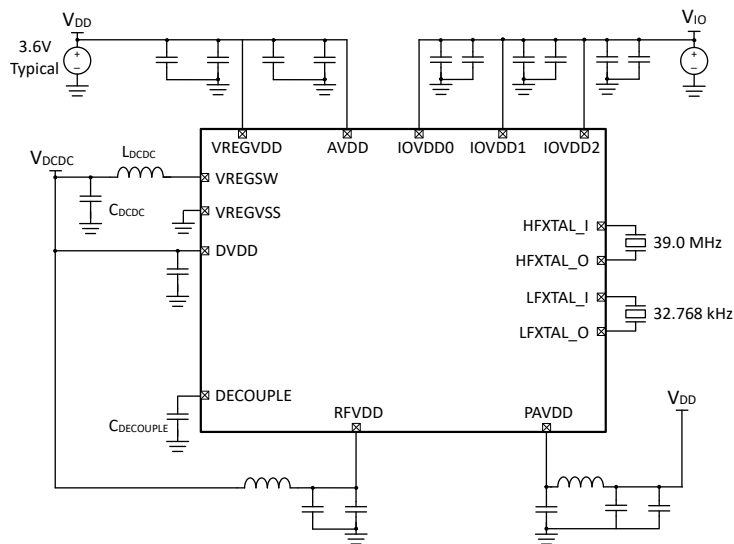 VDD
VIO
3.6V
Typical
+
−
+
−
VREGVDD
AVDD
IOVDD0
IOVDD1
IOVDD2
VDCDC
LDCDC
VREGSW
CDCDC
VREGVSS
HFXTAL_I
DVDD
39.0 MHz
HFXTAL_O
LFXTAL_I
32.768 kHz
LFXTAL_O
DECOUPLE
RFVDD
PAVDD
VDD
CDECOUPLE